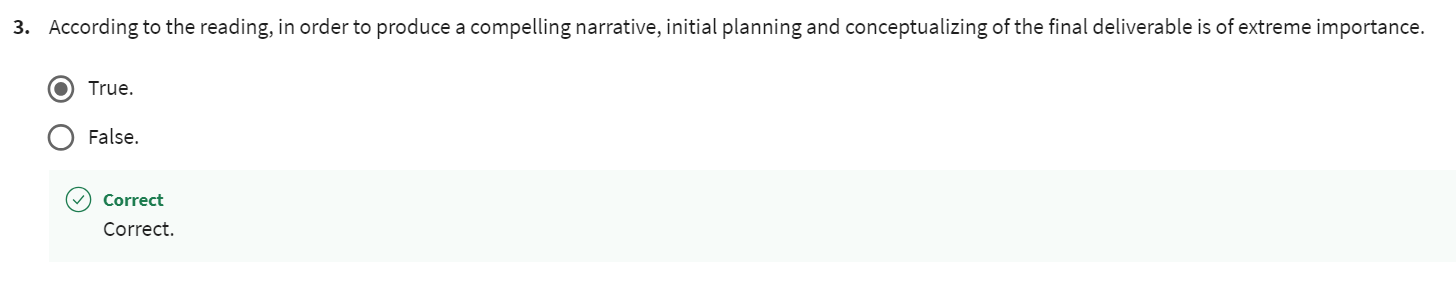 3. According to the reading, in order to produce a compelling narrative, initial planning and conceptualizing of the final deliverable is of extreme importance.
True.
False.
Correct
Correct.